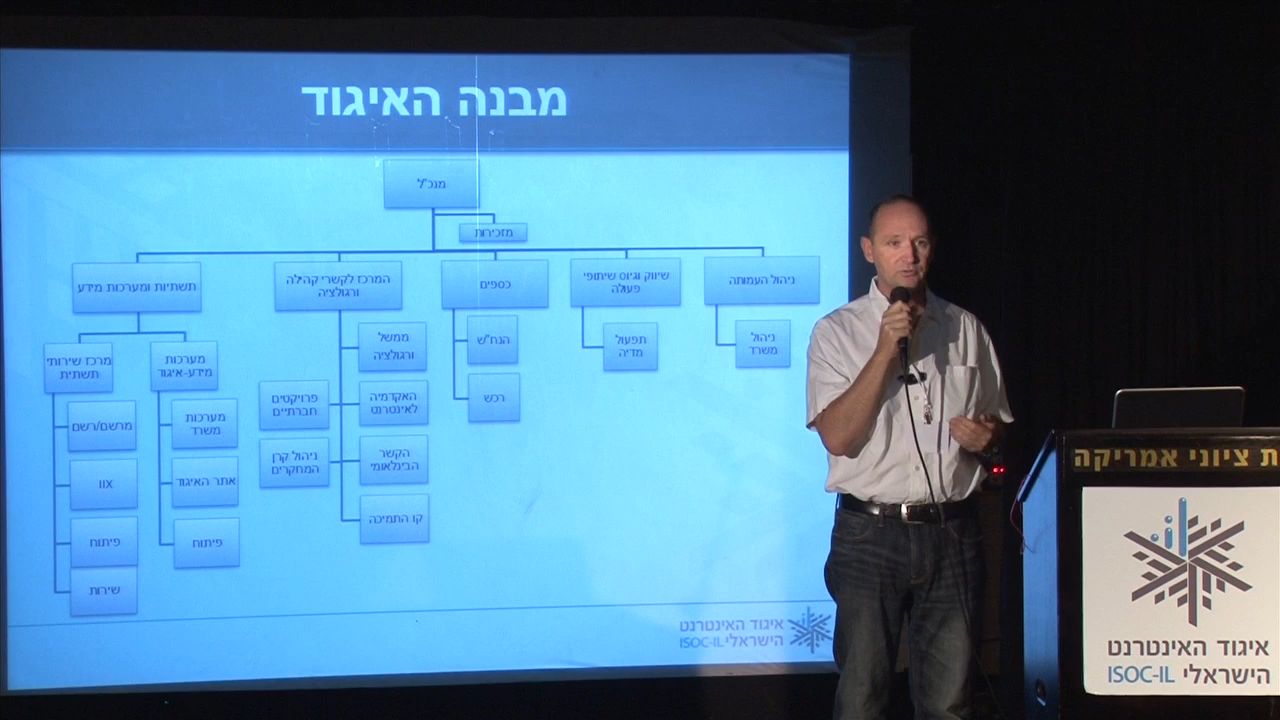 מבנה האיגוד
מנכ"ל
מזכירות
ניהול העמותה
ניהול
משרד
שיווק וגיוס שיתופי
פעולה
תפעול
מדיה
כספים
הנח"ש
רכש
המרכז לקשרי קהילה
ורגולציה
ממשל
ורגולציה
האקדמיה
לאינטרנט
פרויקטים
חברתיים
הקשר
הבינלאומי
ניהול קרן
המחקרים
קו התמיכה
תשתיות ומערכות מידע
מערכות
מידע-איגוד
מערכות
משרד
אתר האיגוד
פיתוח
מרכז שירותי
תשתית
מרשם/רשם
פיתוח
שירות
איגוד האינטרנט
הישראלי ISOC-IL
ת ציוני אמריקה
.il
איגוד האינטרנט
הישראלי ISOC-IL